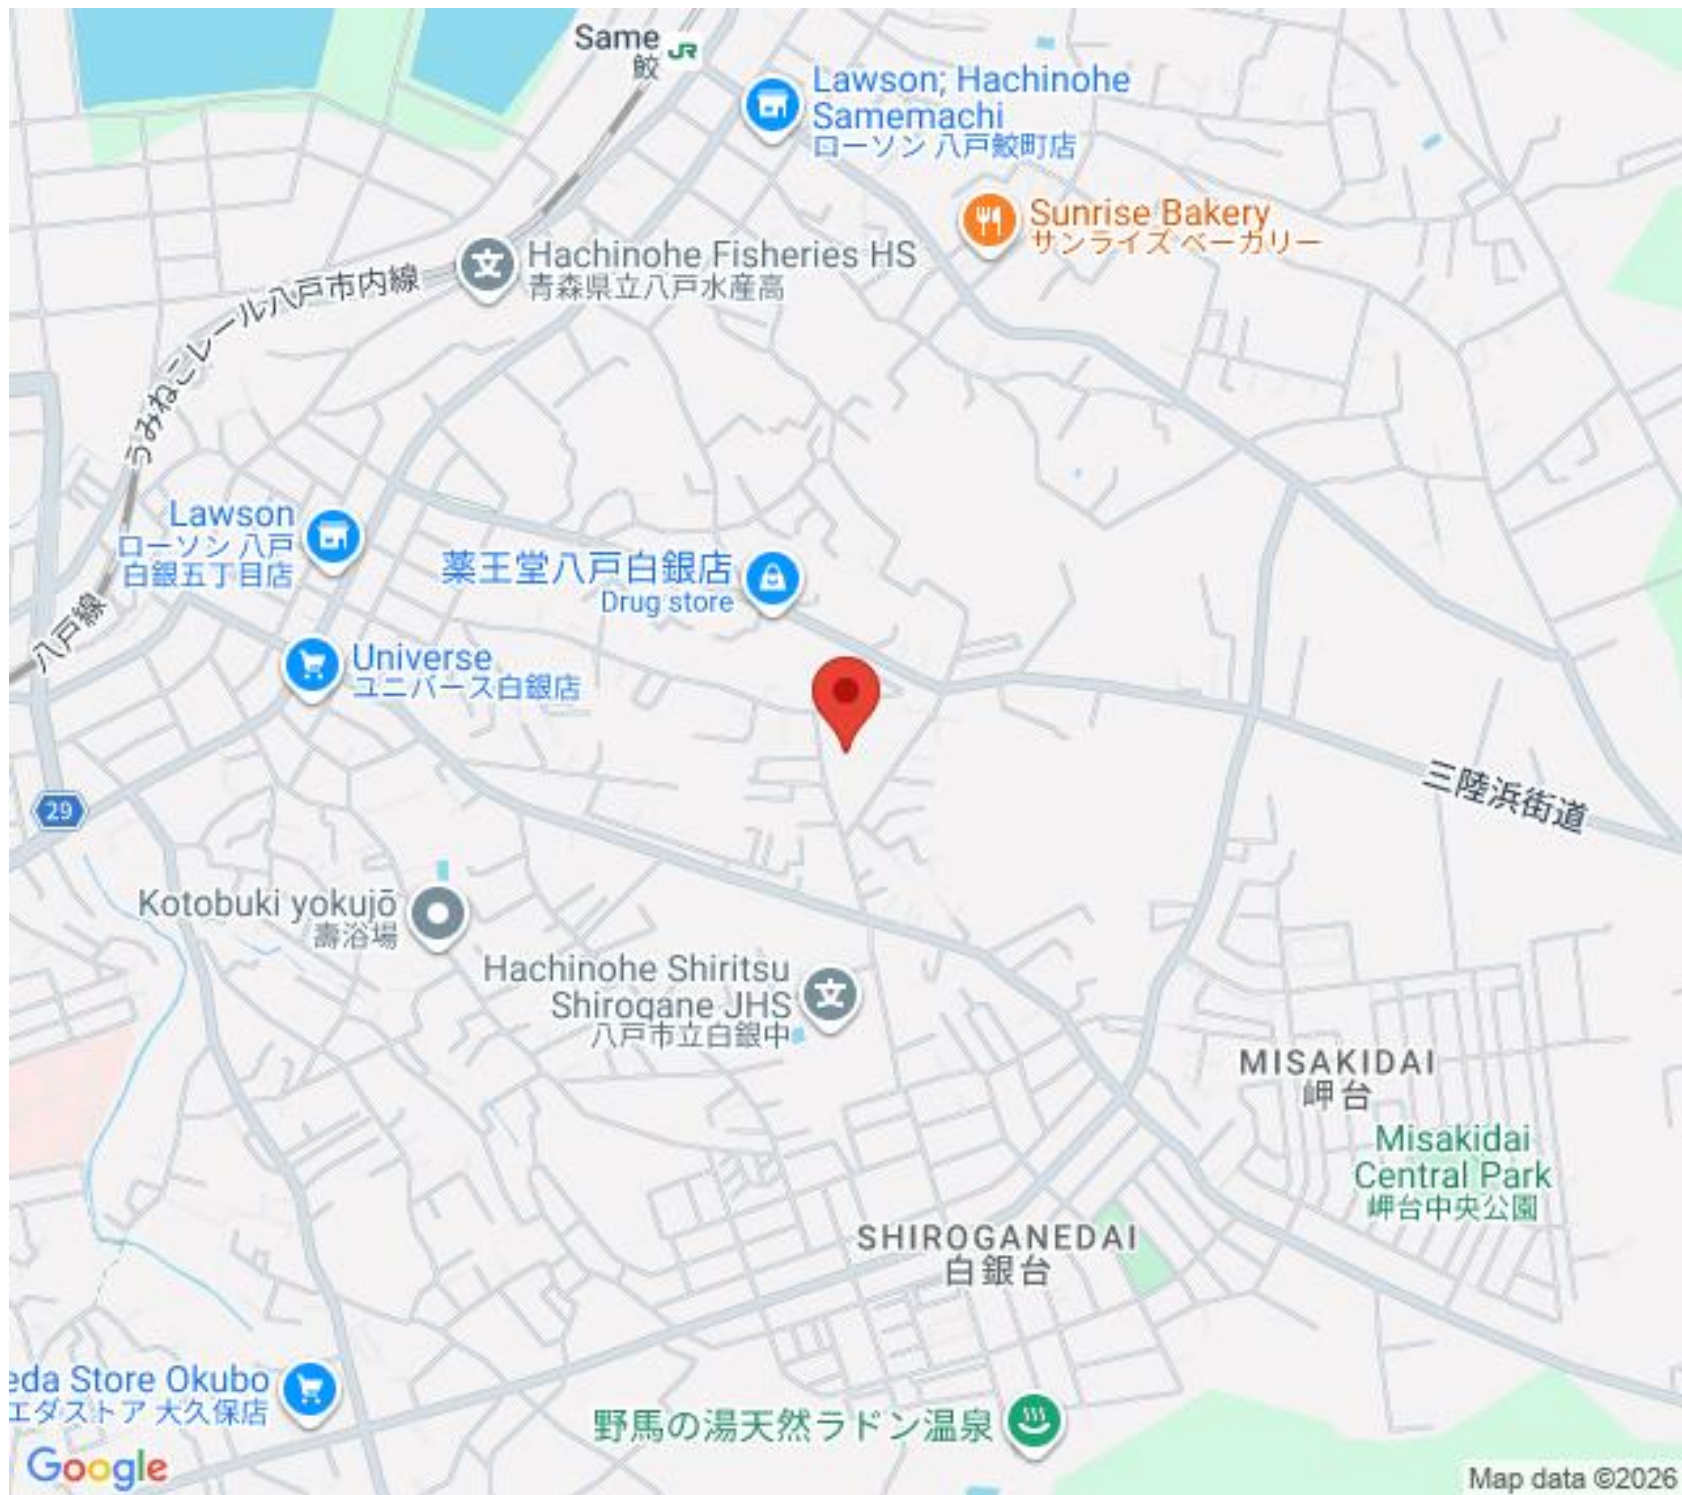 Same
鮫
JR
Lawson; Hachinohe
Samemachi
ローソン 八戸鮫町店
Sunrise Bakery
サンライズ ベーカリー
Hachinohe Fisheries HS
青森県立八戸水産高
文
うみねこレール八戸市内線
Lawson
ローソン 八戸
白銀五丁目店
薬王堂八戸白銀店
Drug store
八戸線
Universe
ユニバース白銀店
29
三陸浜街道
Kotobuki yokujō
壽浴場
Hachinohe Shiritsu
Shirogane JHS
八戸市立白銀中
文
MISAKIDAI
岬台
Misakidai
Central Park
岬台中央公園
SHIROGANEDAI
白銀台
eda Store Okubo
エダストア 大久保店
野馬の湯天然ラドン温泉
Google
Map data ©2026